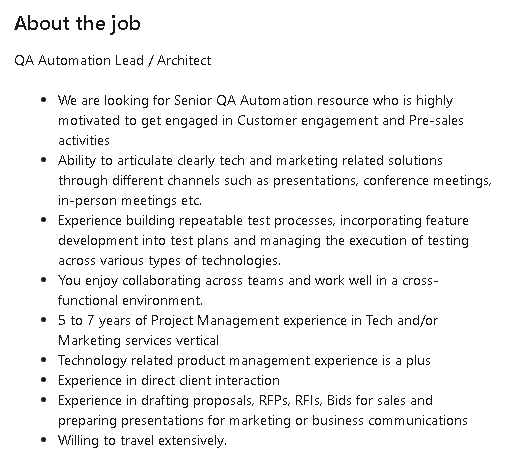 About the job
QA Automation Lead / Architect
• We are looking for Senior QA Automation resource who is highly
motivated to get engaged in Customer engagement and Pre-sales
activities
• Ability to articulate clearly tech and marketing related solutions
through different channels such as presentations, conference meetings,
in-person meetings etc.
• Experience building repeatable test processes, incorporating feature
development into test plans and managing the execution of testing
across various types of technologies.
• You enjoy collaborating across teams and work well in a cross-
functional environment.
• 5 to 7 years of Project Management experience in Tech and/or
Marketing services vertical
• Technology related product management experience is a plus
• Experience in direct client interaction
• Experience in drafting proposals, RFPs, RFIs, Bids for sales and
preparing presentations for marketing or business communications
• Willing to travel extensively.